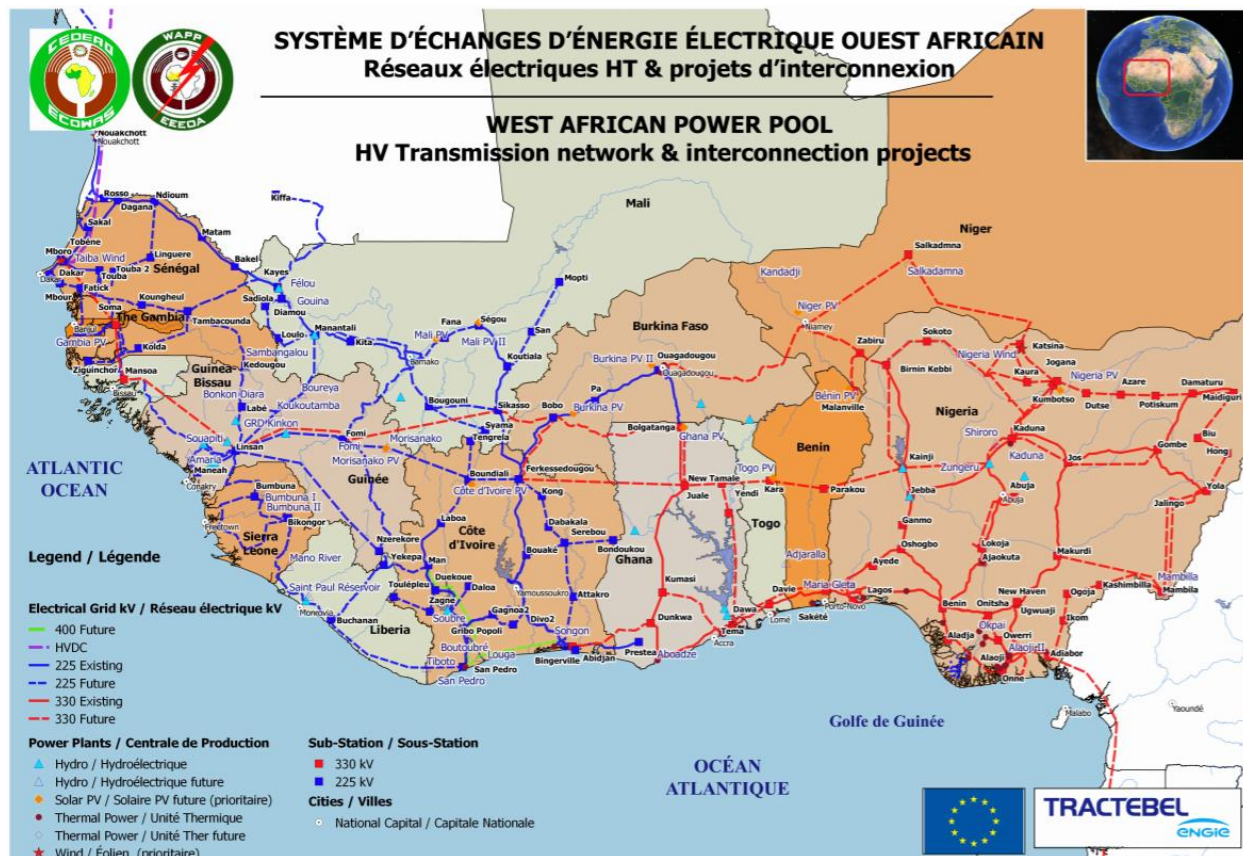 CEDEAO
ECOWAS
WAPP
EEEOA
SYSTÈME D'ÉCHANGES D'ÉNERGIE ÉLECTRIQUE OUEST AFRICAIN
Réseaux électriques HT & projets d'interconnexion
WEST AFRICAN POWER POOL
HV Transmission network & interconnection projects
Nouakchott
Nouakchott
Rosso
Dagana
Ndioum
Sakal
Matam
Tobène
Mboro
Taiba Wind
Linguere
Sénégal
Dakar
Dakar
Touba
Touba 2
Bakel
Fatick
Mbour
Koungheul
Soma
The Gambia
Banjul
Gambia PV
Tambacounda
Kolda
Ziguinchor
Mansoa
Bissau
Guinea-
Bissau
Kiffa
Kayes
Félou
Gouina
Sadiola
Diamou
Loulo
Manantali
Kita
Sambangalou
Kedougou
Mali
Mopti
Fana
Ségou
San
Mali PV
Mali PV II
Bamako
Koutiala
Bougouni
Sikasso
Syama
Tengrela
Boureya
Bonkon Diara
Labé
Koukoutamba
GRD Kinkon
Souapiti
Amaria
Maneah
Linsan
Conakry
Fomi
Fomi
Morisanako
Morisanako PV
Guinée
Bumbuna
Bumbuna I
Bumbuna II
Bikongor
Freetown
Sierra
Leone
Mano River
Saint Paul Réservoir
Monrovia
Buchanan
Liberia
Nzerekore
Yekepa
Toulépleu
Man
Duekoue
Daloa
Zagne
Soubre
Gribo Popoli
Boutoubré
Tiboto
Louga
San Pedro
San Pedro
Gagnoa2
Divo2
Yamoussoukro
Songon
Bingerville
Abidjan
Attakro
Côte
d'Ivoire
Laboa
Boundiali
Côte d'Ivoire PV
Ferkessedougou
Kong
Dabakala
Serebou
Bouaké
Bondoukou
Bobo
Pa
Burkina PV
Burkina PV II
Burkina Faso
Ouagadougou
Ouagadougou
Bolgatanga
Ghana PV
New Tamale
Juale
Yendi
Ghana
Kumasi
Dunkwa
Prestea
Aboadze
Tema
Accra
Dawa
Togo PV
Togo
Kara
Lomé
Davie
Adjaralla
Benin
Bénin PV
Malanville
Parakou
Maria Gleta
Porto-Novo
Sakété
Niger
Kandadji
Niger PV
Niamey
Salkadmna
Salkadamna
Zabiru
Birnin Kebbi
Sokoto
Katsina
Nigeria Wind
Jogana
Kaura
Nigeria PV
Kumbotso
Dutse
Azare
Potiskum
Damaturu
Maidiguri
Biu
Hong
Nigeria
Shiroro
Kaduna
Kaduna
Zungeru
Kainji
Jebba
Abuja
Abuja
Jos
Gombe
Yola
Jalingo
Ganmo
Oshogbo
Ayede
Lokoja
Ajaokuta
Makurdi
Lagos
Benin
Onitsha
New Haven
Ugwuaji
Ogoja
Kashimbilla
Mambilla
Mambila
Okpai
Aladja
Owerri
Ikom
Alaoji
Alaoji II
Adiabor
Onne
Malabo
Yaoundé
ATLANTIC
OCEAN
Golfe de Guinée
OCÉAN
ATLANTIQUE
Legend / Légende
Electrical Grid kV / Réseau électrique kV
400 Future
HVDC
225 Existing
225 Future
330 Existing
330 Future
Power Plants / Centrale de Production
Hydro / Hydroélectrique
Hydro / Hydroélectrique future
Solar PV / Solaire PV future (prioritaire)
Thermal Power / Unité Thermique
Thermal Power / Unité Ther future
Wind / Éolien (prioritaire)
Sub-Station / Sous-Station
330 kV
225 kV
Cities / Villes
National Capital / Capitale Nationale
TRACTEBEL
ENGIE